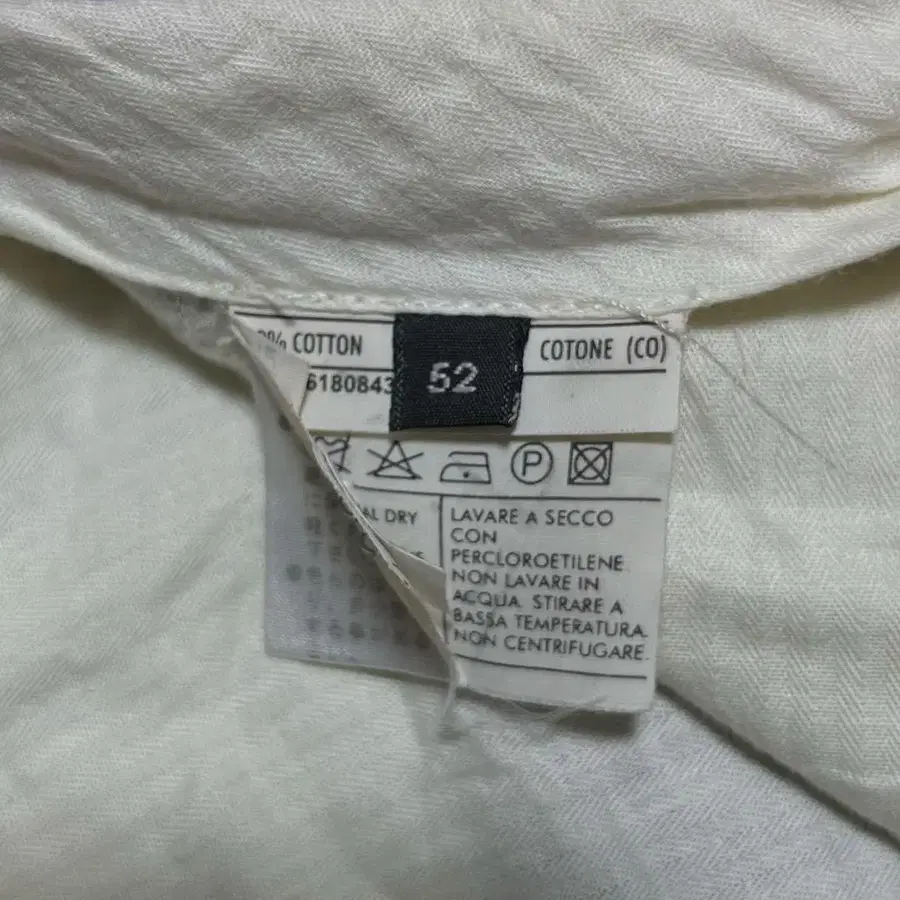 % COTTON
52
COTONE (CO)
6180843
P
AL DRY
LAVARE A SECCO
CON
PERCLOROETILENE.
NON LAVARE IN
ACQUA. STIRARE A
BASSA TEMPERATURA.
NON CENTRIFUGARE.